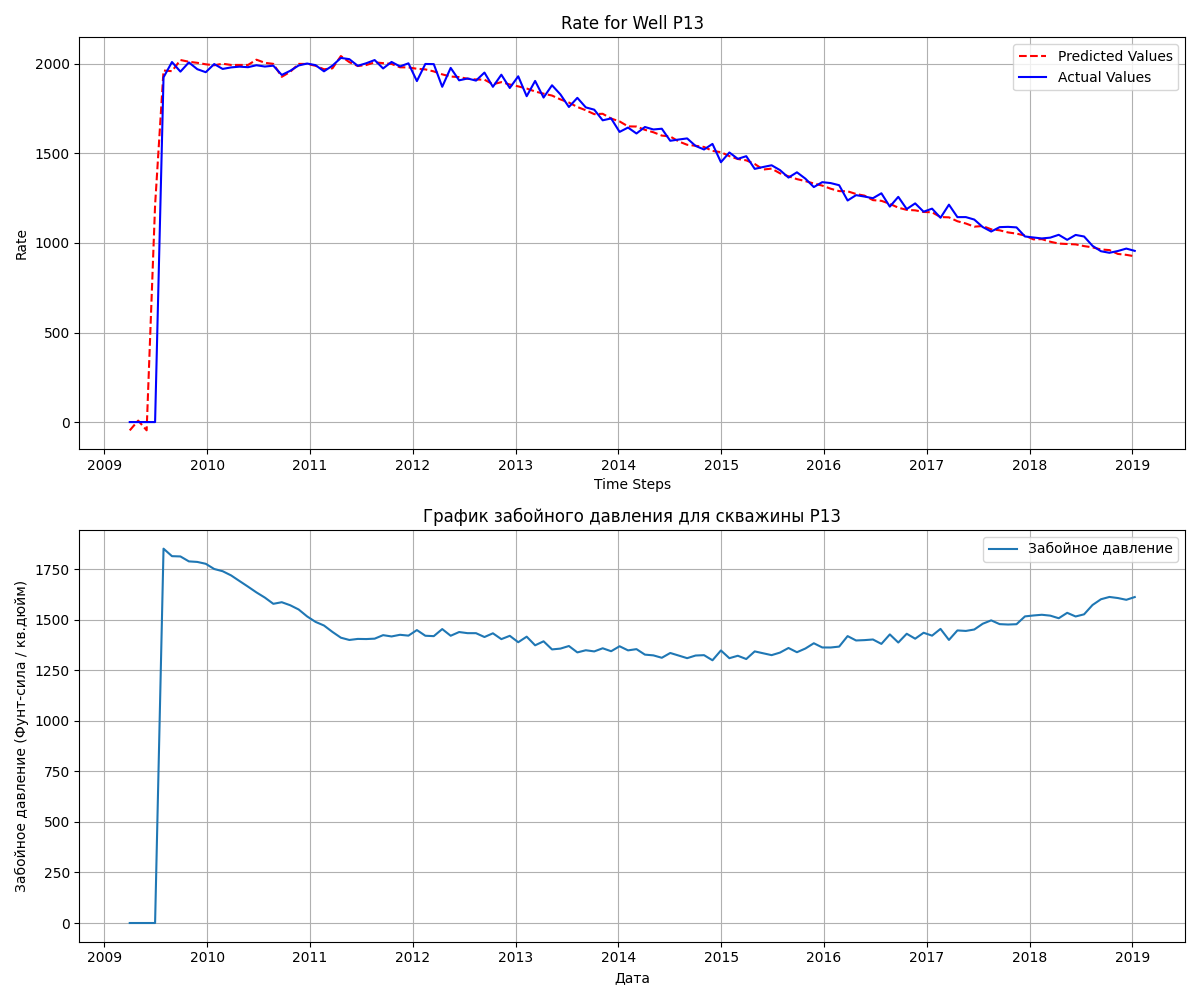 Rate for Well P13
Predicted Values
Actual Values
Rate
2000
1500
1000
500
0
2009 2010 2011 2012 2013 2014 2015 2016 2017 2018 2019
Time Steps
График забойного давления для скважины P13
Забойное давление
Забойное давление (Фунт-сила / кв.дюйм)
1750
1500
1250
1000
750
500
250
0
2009 2010 2011 2012 2013 2014 2015 2016 2017 2018 2019
Дата